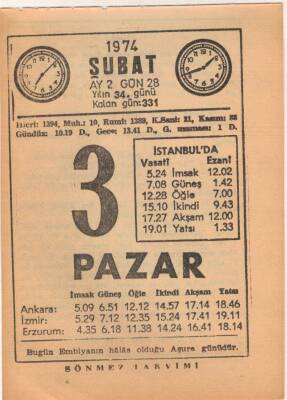 1974
ŞUBAT
AY 2 GÜN 28
Yılın 34. günü
Kalan gün: 331
Hicri: 1394, Muh.: 10, Rumî: 1389, K.Sani: 21, Kasım: 88
Gündüz: 10.19 D., Gece: 13.41 D., G. uzaması: 1 D.
3
İSTANBUL'DA
Vasatî Ezanî
5.24 İmsak 12.02
7.08 Güneş 1.42
12.28 Öğle 7.00
15.10 İkindi 9.43
17.27 Akşam 12.00
19.01 Yatsı 1.33
PAZAR
İmsak Güneş Öğle İkindi Akşam Yatsı
Ankara: 5.09 6.51 12.12 14.57 17.14 18.46
İzmir: 5.29 7.12 12.35 15.24 17.41 19.11
Erzurum: 4.35 6.18 11.38 14.24 16.41 18.14
Bugün Embiyanın hâlâs olduğu Aşure günüdür.
SÖNMEZ TAKVİMİ